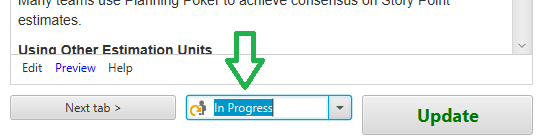 Many teams use Planning Poker to achieve consensus on Story Point
estimates.
Using Other Estimation Units
Edit Preview Help
Next tab > In Progress Update